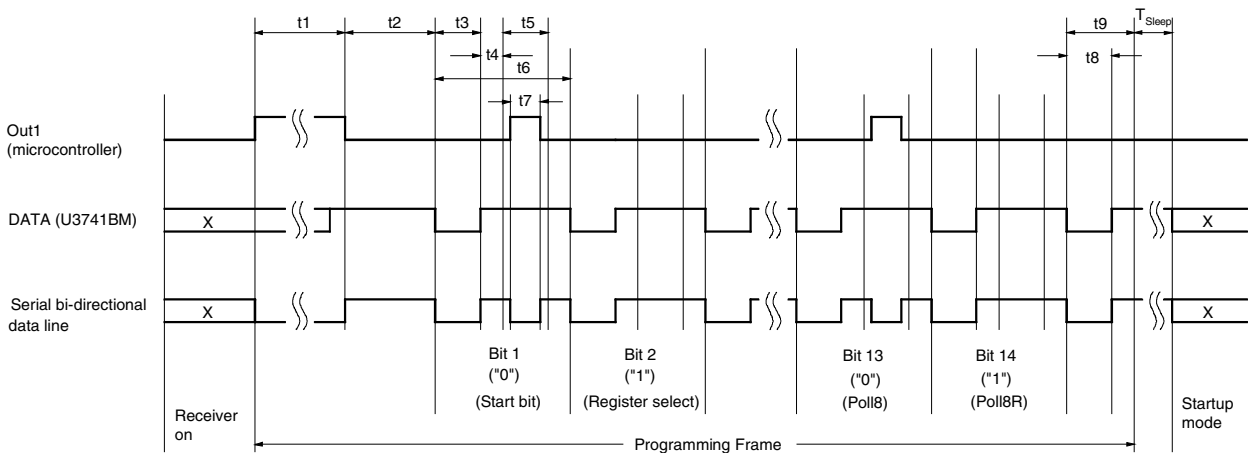 t1 t2 t3 t5 t9 TSleep
t4 t6 t8
t7
Out1
(microcontroller)
DATA (U3741BM) X X
Serial bi-directional
data line X X
Bit 1 Bit 2 Bit 13 Bit 14
("0") ("1") ("0") ("1")
(Start bit) (Register select) (Poll8) (Poll8R)
Receiver
on
Startup
mode
Programming Frame